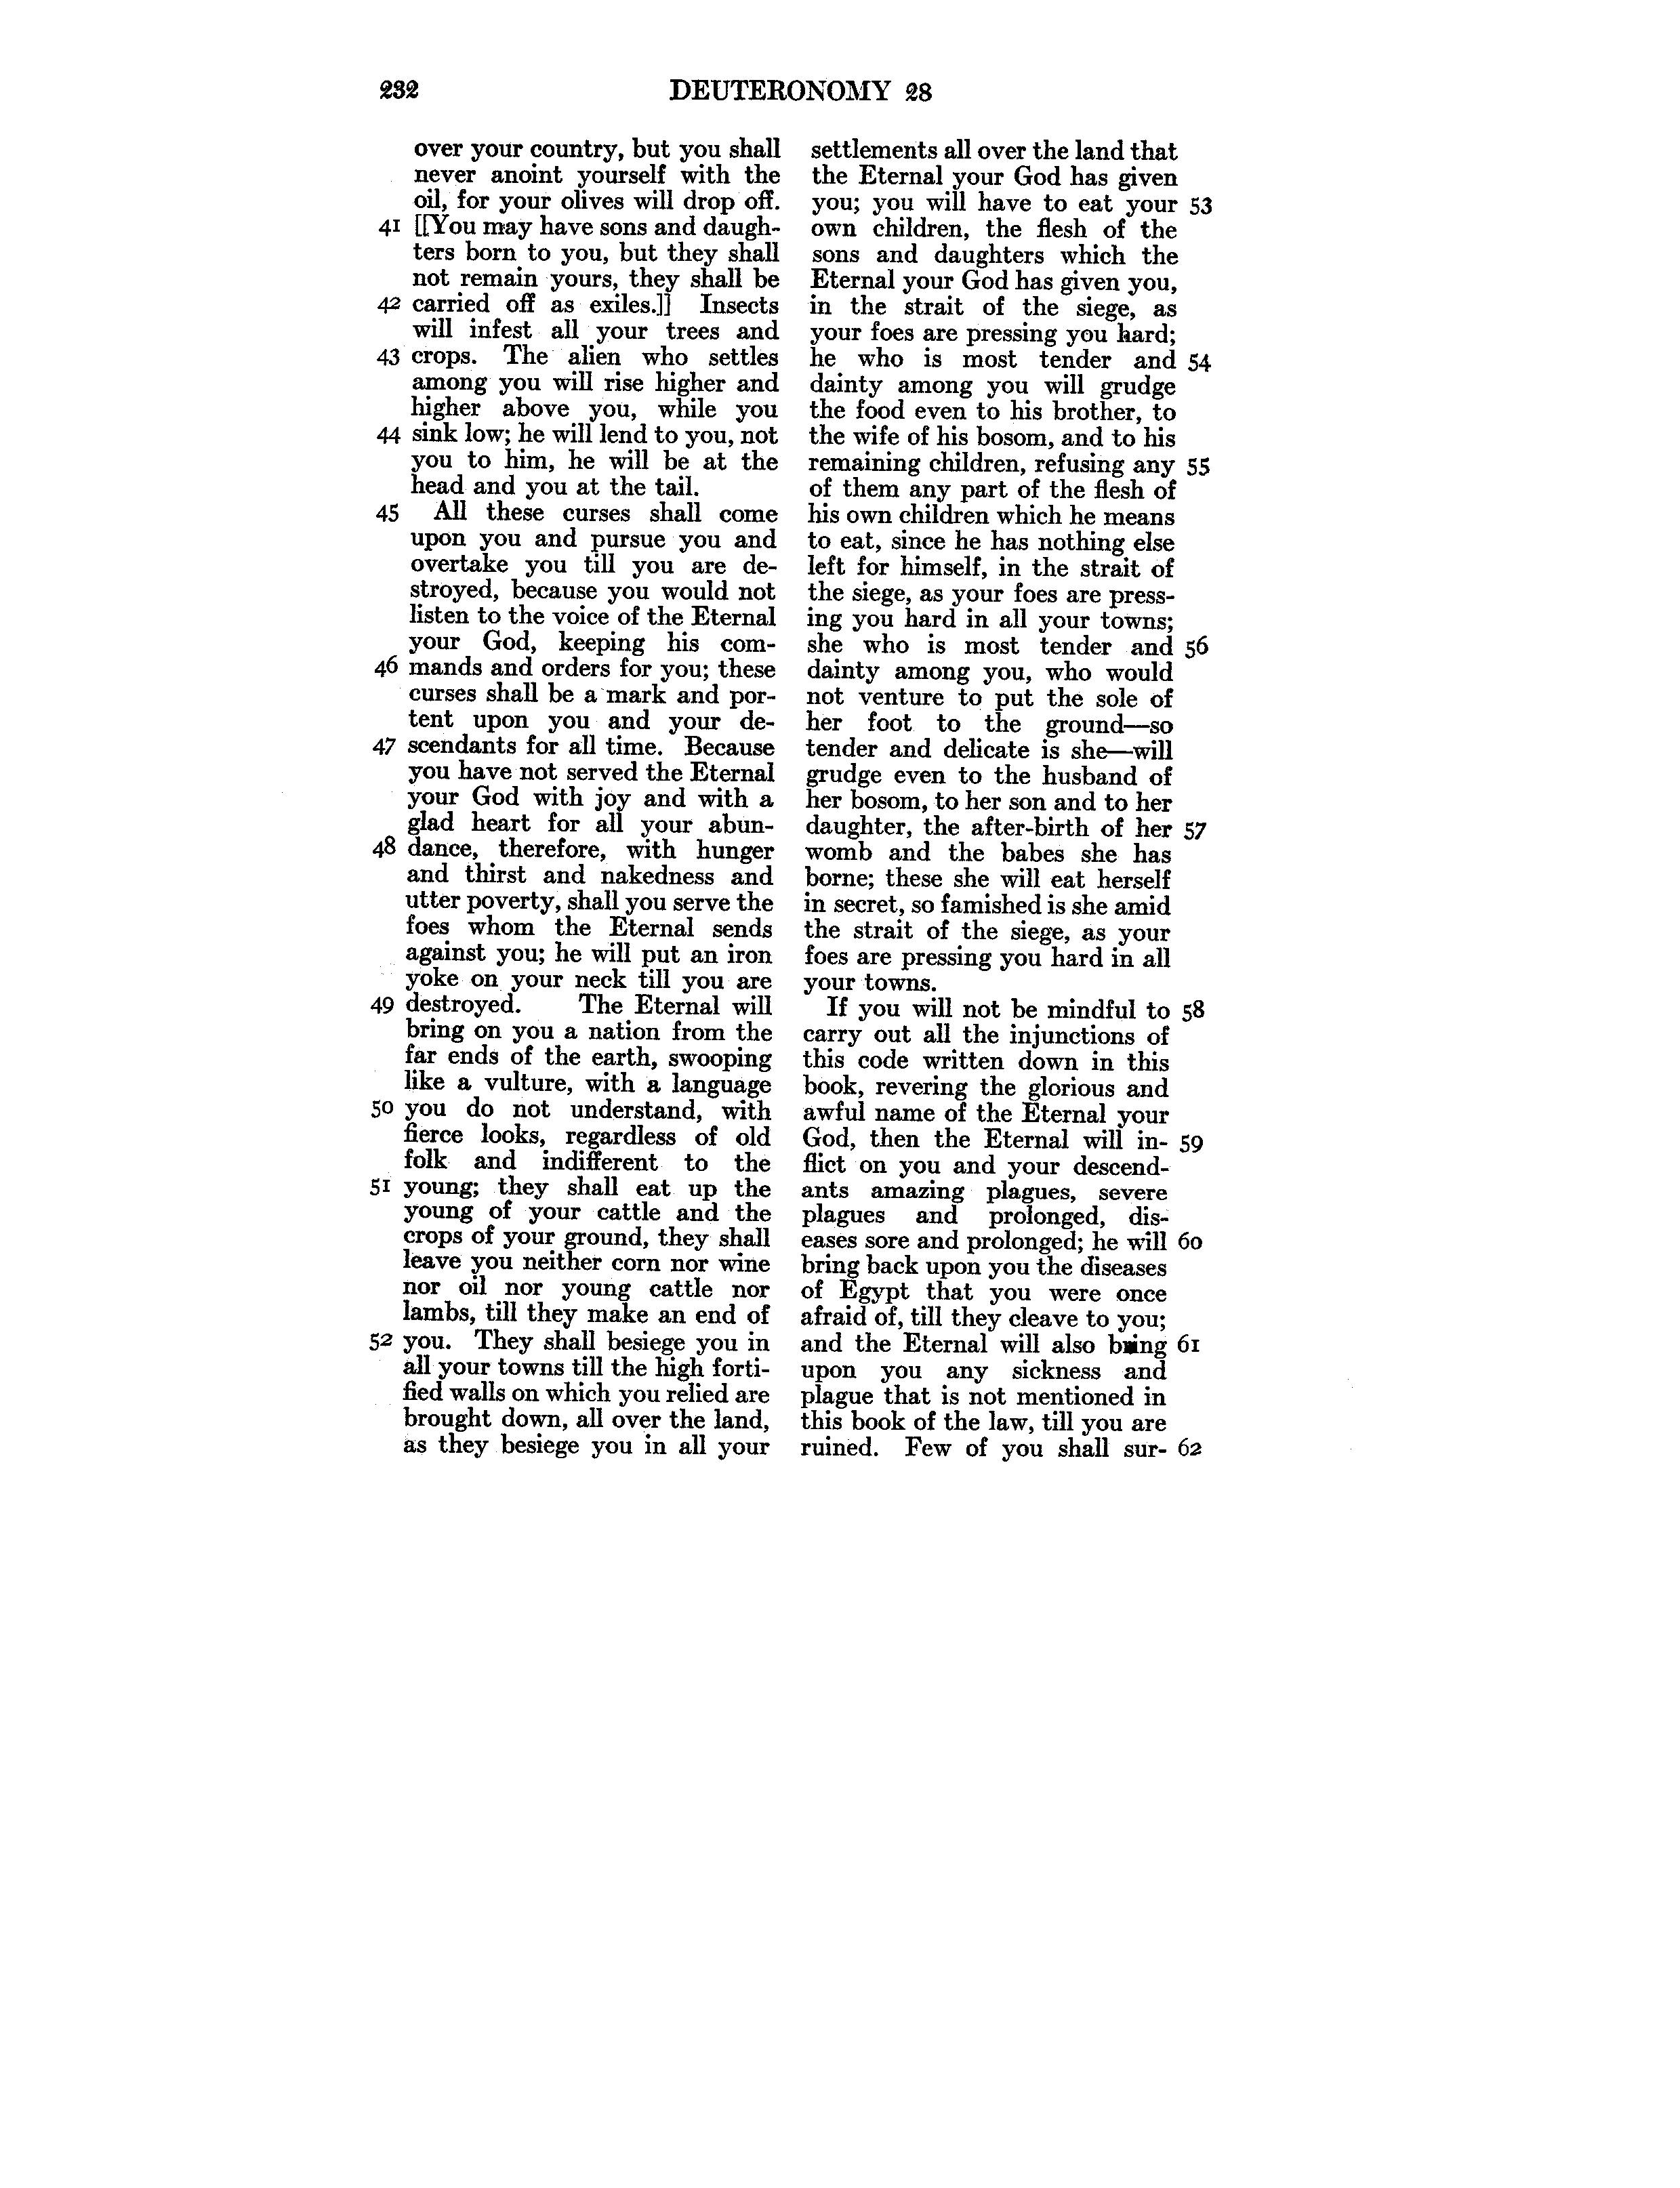 232 DEUTERONOMY 28
over your country, but you shall
never anoint yourself with the
oil, for your olives will drop off.
41 [[You may have sons and daugh-
ters born to you, but they shall
not remain yours, they shall be
42 carried off as exiles.]] Insects
will infest all your trees and
43 crops. The alien who settles
among you will rise higher and
higher above you, while you
44 sink low; he will lend to you, not
you to him, he will be at the
head and you at the tail.
45 All these curses shall come
upon you and pursue you and
overtake you till you are de-
stroyed, because you would not
listen to the voice of the Eternal
your God, keeping his com-
46 mands and orders for you; these
curses shall be a mark and por-
tent upon you and your de-
47 scendants for all time. Because
you have not served the Eternal
your God with joy and with a
glad heart for all your abun-
48 dance, therefore, with hunger
and thirst and nakedness and
utter poverty, shall you serve the
foes whom the Eternal sends
against you; he will put an iron
yoke on your neck till you are
49 destroyed. The Eternal will
bring on you a nation from the
far ends of the earth, swooping
like a vulture, with a language
50 you do not understand, with
fierce looks, regardless of old
folk and indifferent to the
51 young; they shall eat up the
young of your cattle and the
crops of your ground, they shall
leave you neither corn nor wine
nor oil nor young cattle nor
lambs, till they make an end of
52 you. They shall besiege you in
all your towns till the high forti-
fied walls on which you relied are
brought down, all over the land,
as they besiege you in all your
settlements all over the land that
the Eternal your God has given
you; you will have to eat your 53
own children, the flesh of the
sons and daughters which the
Eternal your God has given you,
in the strait of the siege, as
your foes are pressing you hard;
he who is most tender and 54
dainty among you will grudge
the food even to his brother, to
the wife of his bosom, and to his
remaining children, refusing any 55
of them any part of the flesh of
his own children which he means
to eat, since he has nothing else
left for himself, in the strait of
the siege, as your foes are press-
ing you hard in all your towns;
she who is most tender and 56
dainty among you, who would
not venture to put the sole of
her foot to the ground—so
tender and delicate is she—will
grudge even to the husband of
her bosom, to her son and to her
daughter, the after-birth of her 57
womb and the babes she has
borne; these she will eat herself
in secret, so famished is she amid
the strait of the siege, as your
foes are pressing you hard in all
your towns.
If you will not be mindful to 58
carry out all the injunctions of
this code written down in this
book, revering the glorious and
awful name of the Eternal your
God, then the Eternal will in- 59
flict on you and your descend-
ants amazing plagues, severe
plagues and prolonged, dis-
eases sore and prolonged; he will 60
bring back upon you the diseases
of Egypt that you were once
afraid of, till they cleave to you;
and the Eternal will also bring 61
upon you any sickness and
plague that is not mentioned in
this book of the law, till you are
ruined. Few of you shall sur- 62